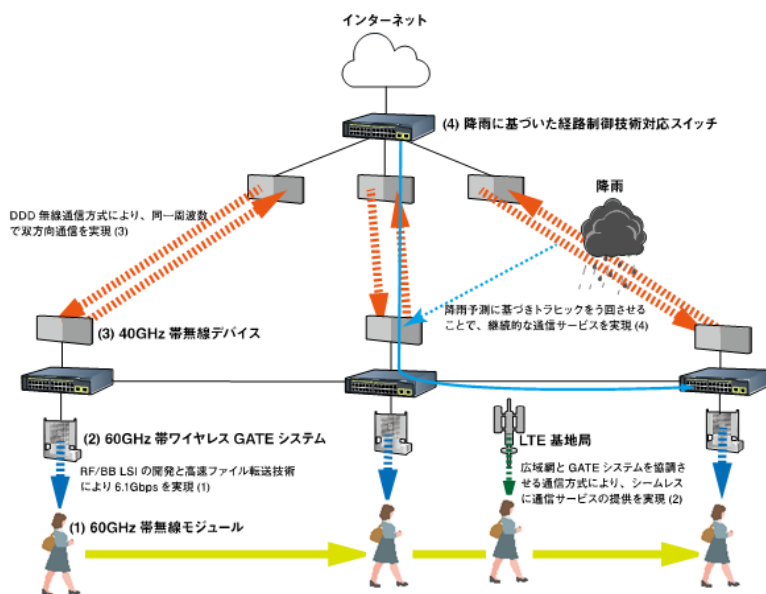 インターネット
(4) 降雨に基づいた経路制御技術対応スイッチ
降雨
DDD 無線通信方式により、同一周波数
で双方向通信を実現 (3)
降雨予測に基づきトラヒックをう回させる
ことで、継続的な通信サービスを実現 (4)
(3) 40GHz 帯無線デバイス
(2) 60GHz 帯ワイヤレス GATE システム
LTE 基地局
RF/BB LSI の開発と高速ファイル転送技術
により 6.1Gbps を実現 (1)
広域網と GATE システムを協調さ
せる通信方式により、シームレス
に通信サービスの提供を実現 (2)
(1) 60GHz 帯無線モジュール